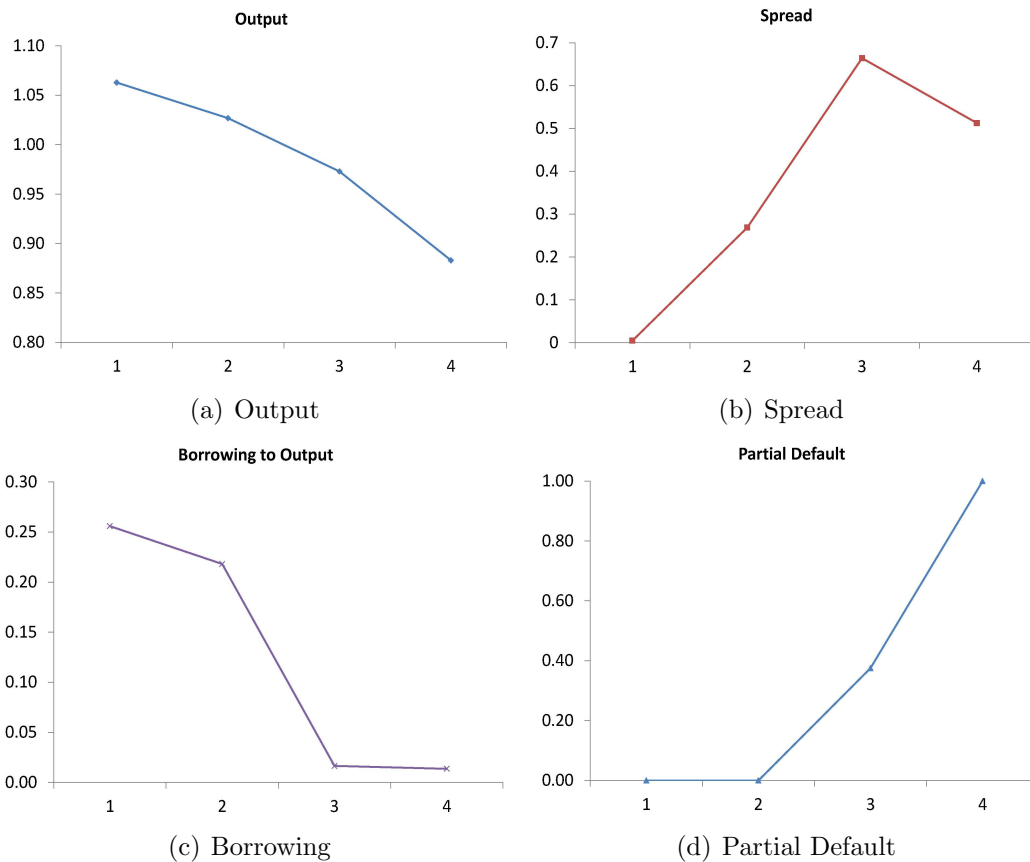 Output
1.10
1.05
1.00
0.95
0.90
0.85
0.80
1 2 3 4
(a) Output
Spread
0.7
0.6
0.5
0.4
0.3
0.2
0.1
0
1 2 3 4
(b) Spread
Borrowing to Output
0.30
0.25
0.20
0.15
0.10
0.05
0.00
1 2 3 4
(c) Borrowing
Partial Default
1.00
0.80
0.60
0.40
0.20
0.00
1 2 3 4
(d) Partial Default